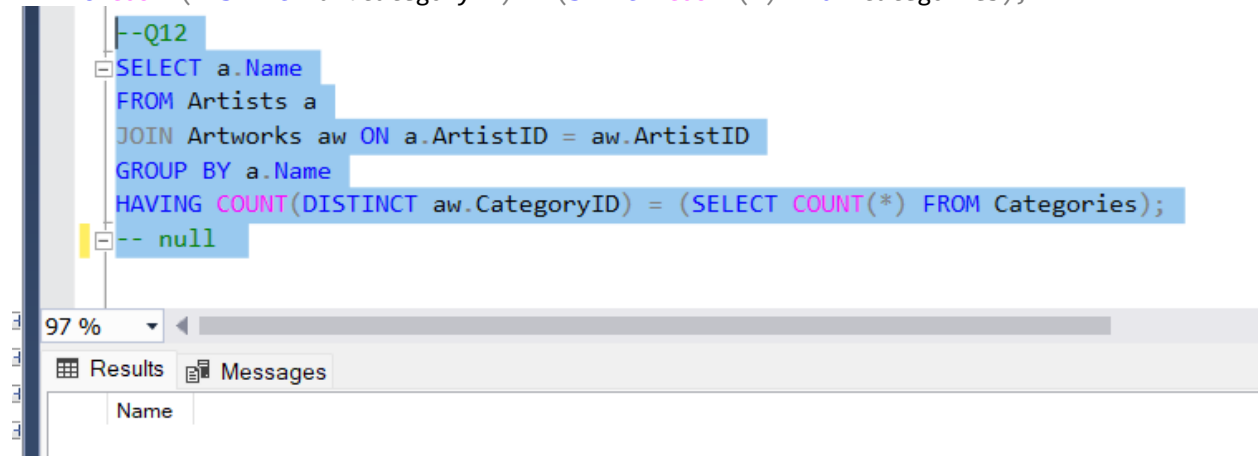 --Q12
SELECT a.Name
FROM Artists a
JOIN Artworks aw ON a.ArtistID = aw.ArtistID
GROUP BY a.Name
HAVING COUNT(DISTINCT aw.CategoryID) = (SELECT COUNT(*) FROM Categories);
-- null
97 %
Results Messages
Name